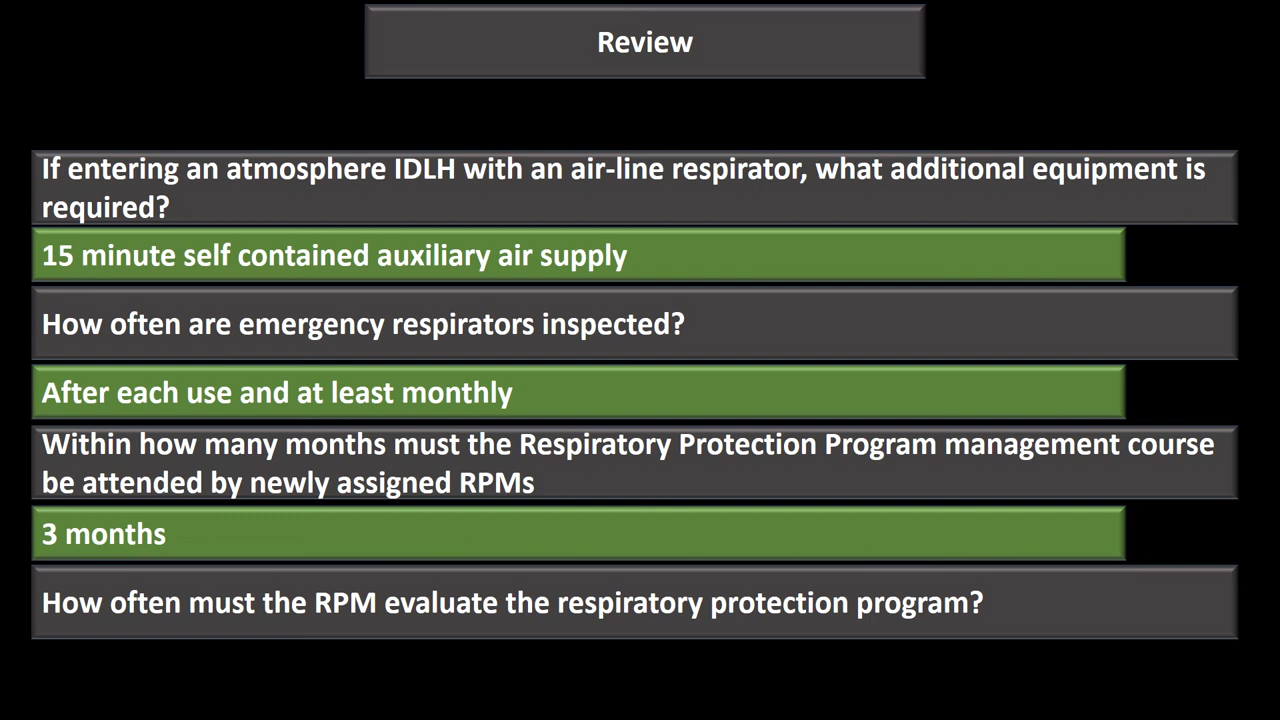 Review
If entering an atmosphere IDLH with an air-line respirator, what additional equipment is
required?
15 minute self contained auxiliary air supply
How often are emergency respirators inspected?
After each use and at least monthly
Within how many months must the Respiratory Protection Program management course
be attended by newly assigned RPMs
3 months
How often must the RPM evaluate the respiratory protection program?